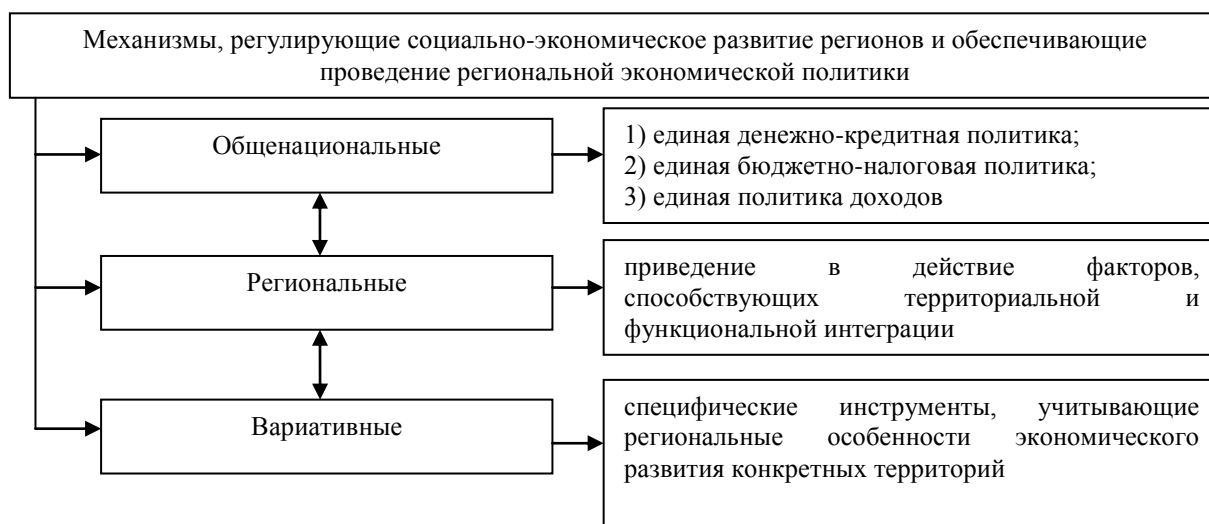 Механизмы, регулирующие социально-экономическое развитие регионов и обеспечивающие
проведение региональной экономической политики
Общенациональные
1) единая денежно-кредитная политика;
2) единая бюджетно-налоговая политика;
3) единая политика доходов
Региональные
приведение в действие факторов,
способствующих территориальной и
функциональной интеграции
Вариативные
специфические инструменты, учитывающие
региональные особенности экономического
развития конкретных территорий